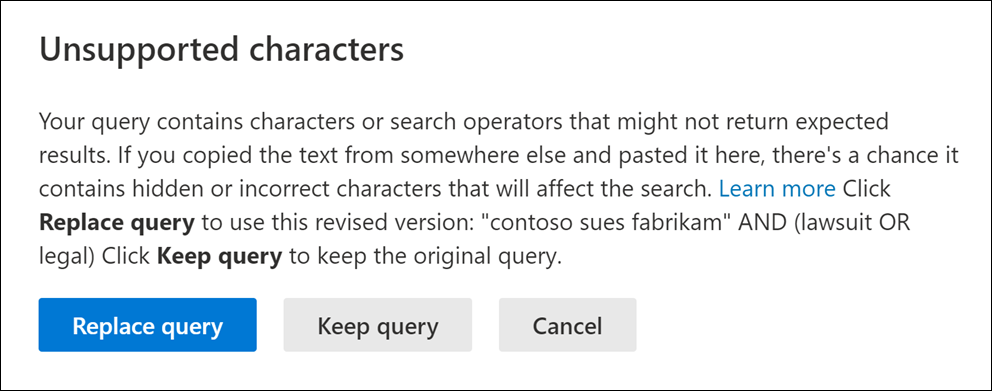 Unsupported characters
Your query contains characters or search operators that might not return expected
results. If you copied the text from somewhere else and pasted it here, there's a chance it
contains hidden or incorrect characters that will affect the search. Learn more Click
Replace query to use this revised version: "contoso sues fabrikam" AND (lawsuit OR
legal) Click Keep query to keep the original query.
Replace query Keep query Cancel